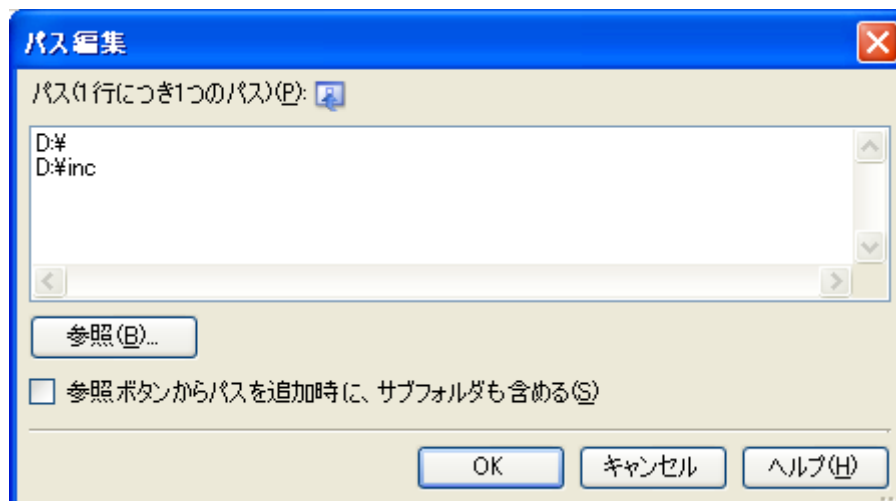 パス編集
パス(1行につき1つのパス)(P):
D:¥
D:¥inc
参照(B)...
参照ボタンからパスを追加時に、サブフォルダも含める(S)
OK キャンセル ヘルプ(H)